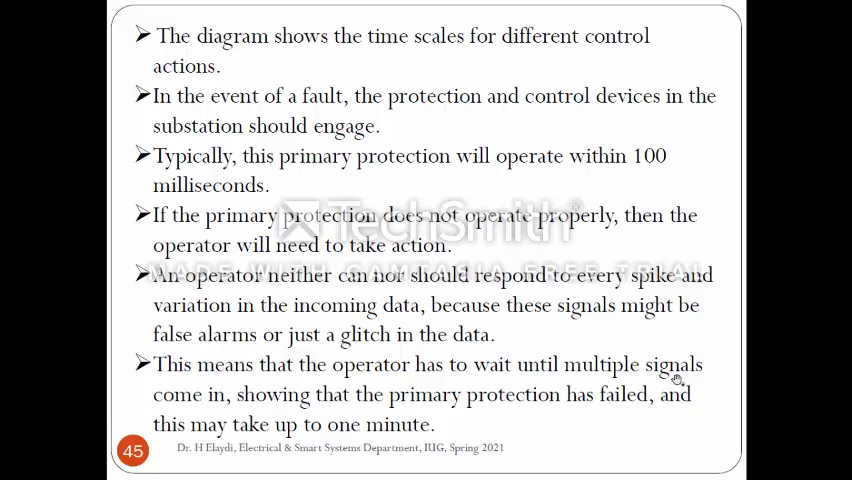 ➢ The diagram shows the time scales for different control
actions.
➢In the event of a fault, the protection and control devices in the
substation should engage.
➢Typically, this primary protection will operate within 100
milliseconds.
➢If the primary protection does not operate properly, then the
TechSmith®
operator will need to take action.
MADE WITH CAMTASIA FREE TRIAL
➢An operator neither can nor should respond to every spike and
variation in the incoming data, because these signals might be
false alarms or just a glitch in the data.
➢This means that the operator has to wait until multiple signals
come in, showing that the primary protection has failed, and
this may take up to one minute.
45
Dr. H Elaydi, Electrical & Smart Systems Department, IUG, Spring 2021